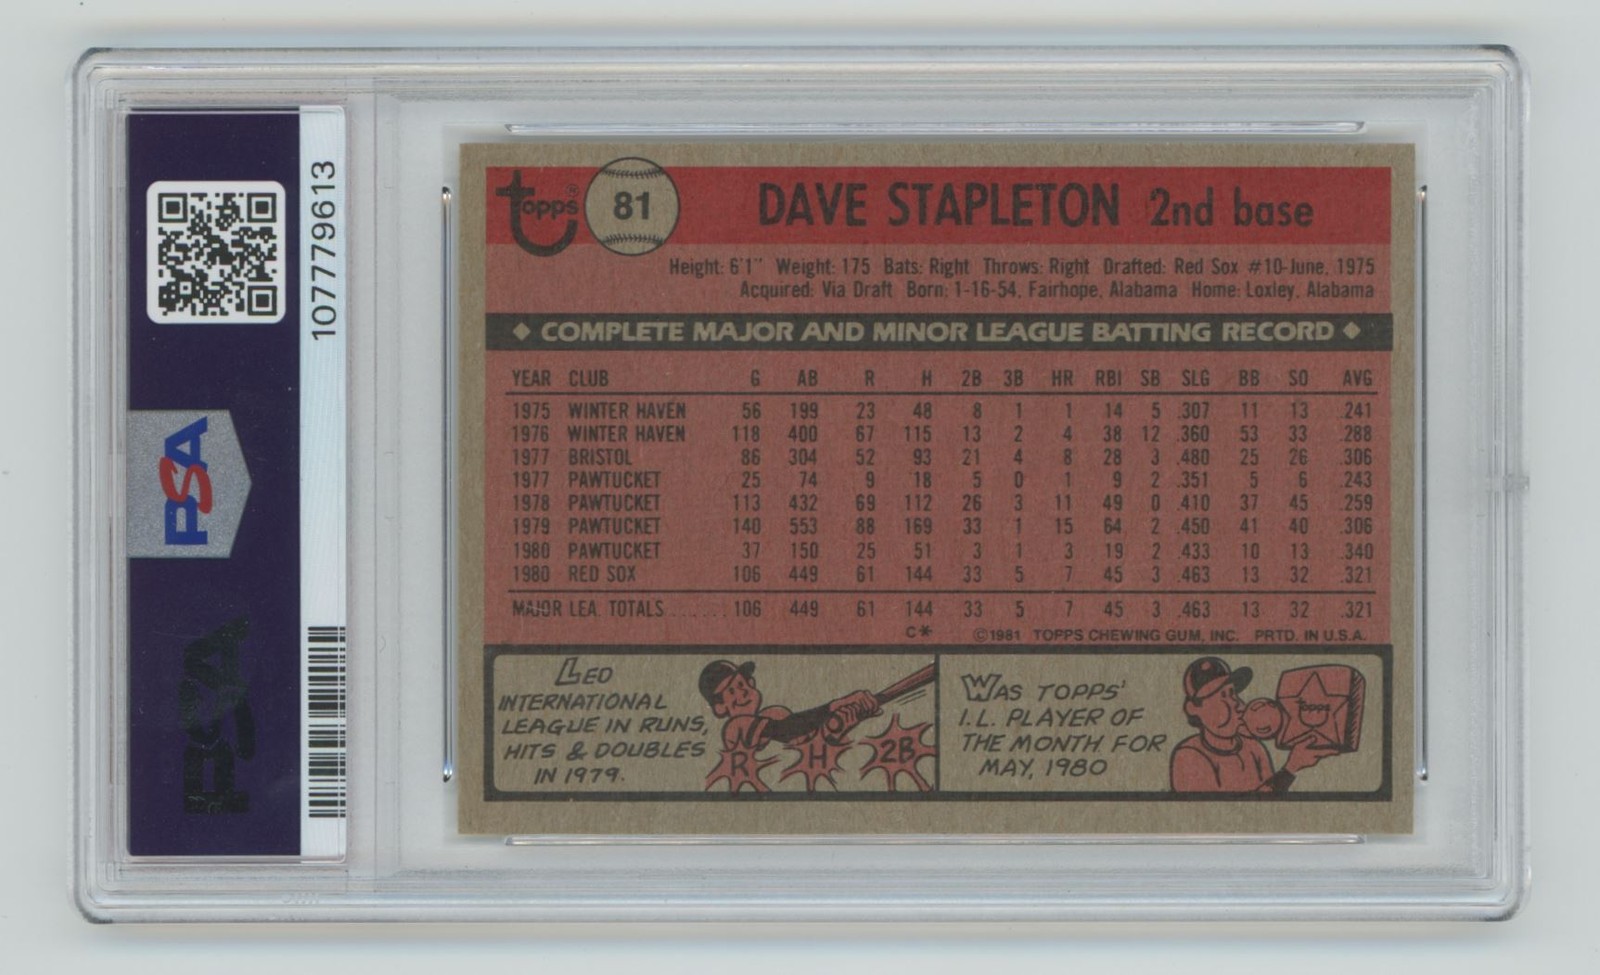 107779613
PSA
PSA
topps®
81
DAVE STAPLETON 2nd base
Height: 6'1" Weight: 175 Bats: Right Throws: Right Drafted: Red Sox #10-June, 1975
Acquired: Via Draft Born: 1-16-54, Fairhope, Alabama Home: Loxley, Alabama
◆ COMPLETE MAJOR AND MINOR LEAGUE BATTING RECORD ◆
YEAR CLUB G AB R H 2B 3B HR RBI SB SLG BB SO AVG
1975 WINTER HAVEN 56 199 23 48 8 1 1 14 5 .307 11 13 .241
1976 WINTER HAVEN 118 400 67 115 13 2 4 38 12 .360 53 33 .288
1977 BRISTOL 86 304 52 93 21 4 8 28 3 .480 25 26 .306
1977 PAWTUCKET 25 74 9 18 5 0 1 9 2 .351 5 6 .243
1978 PAWTUCKET 113 432 69 112 26 3 11 49 0 .410 37 45 .259
1979 PAWTUCKET 140 553 88 169 33 1 15 64 2 .450 41 40 .306
1980 PAWTUCKET 37 150 25 51 3 1 3 19 2 .433 10 13 .340
1980 RED SOX 106 449 61 144 33 5 7 45 3 .463 13 32 .321
MAJOR LEA. TOTALS....... 106 449 61 144 33 5 7 45 3 .463 13 32 .321
C* ©1981 TOPPS CHEWING GUM, INC. PRTD. IN U.S.A.
LED
INTERNATIONAL
LEAGUE IN RUNS,
HITS & DOUBLES
IN 1979.
R H 2B
WAS TOPPS'
I.L. PLAYER OF
THE MONTH FOR
MAY, 1980
topps